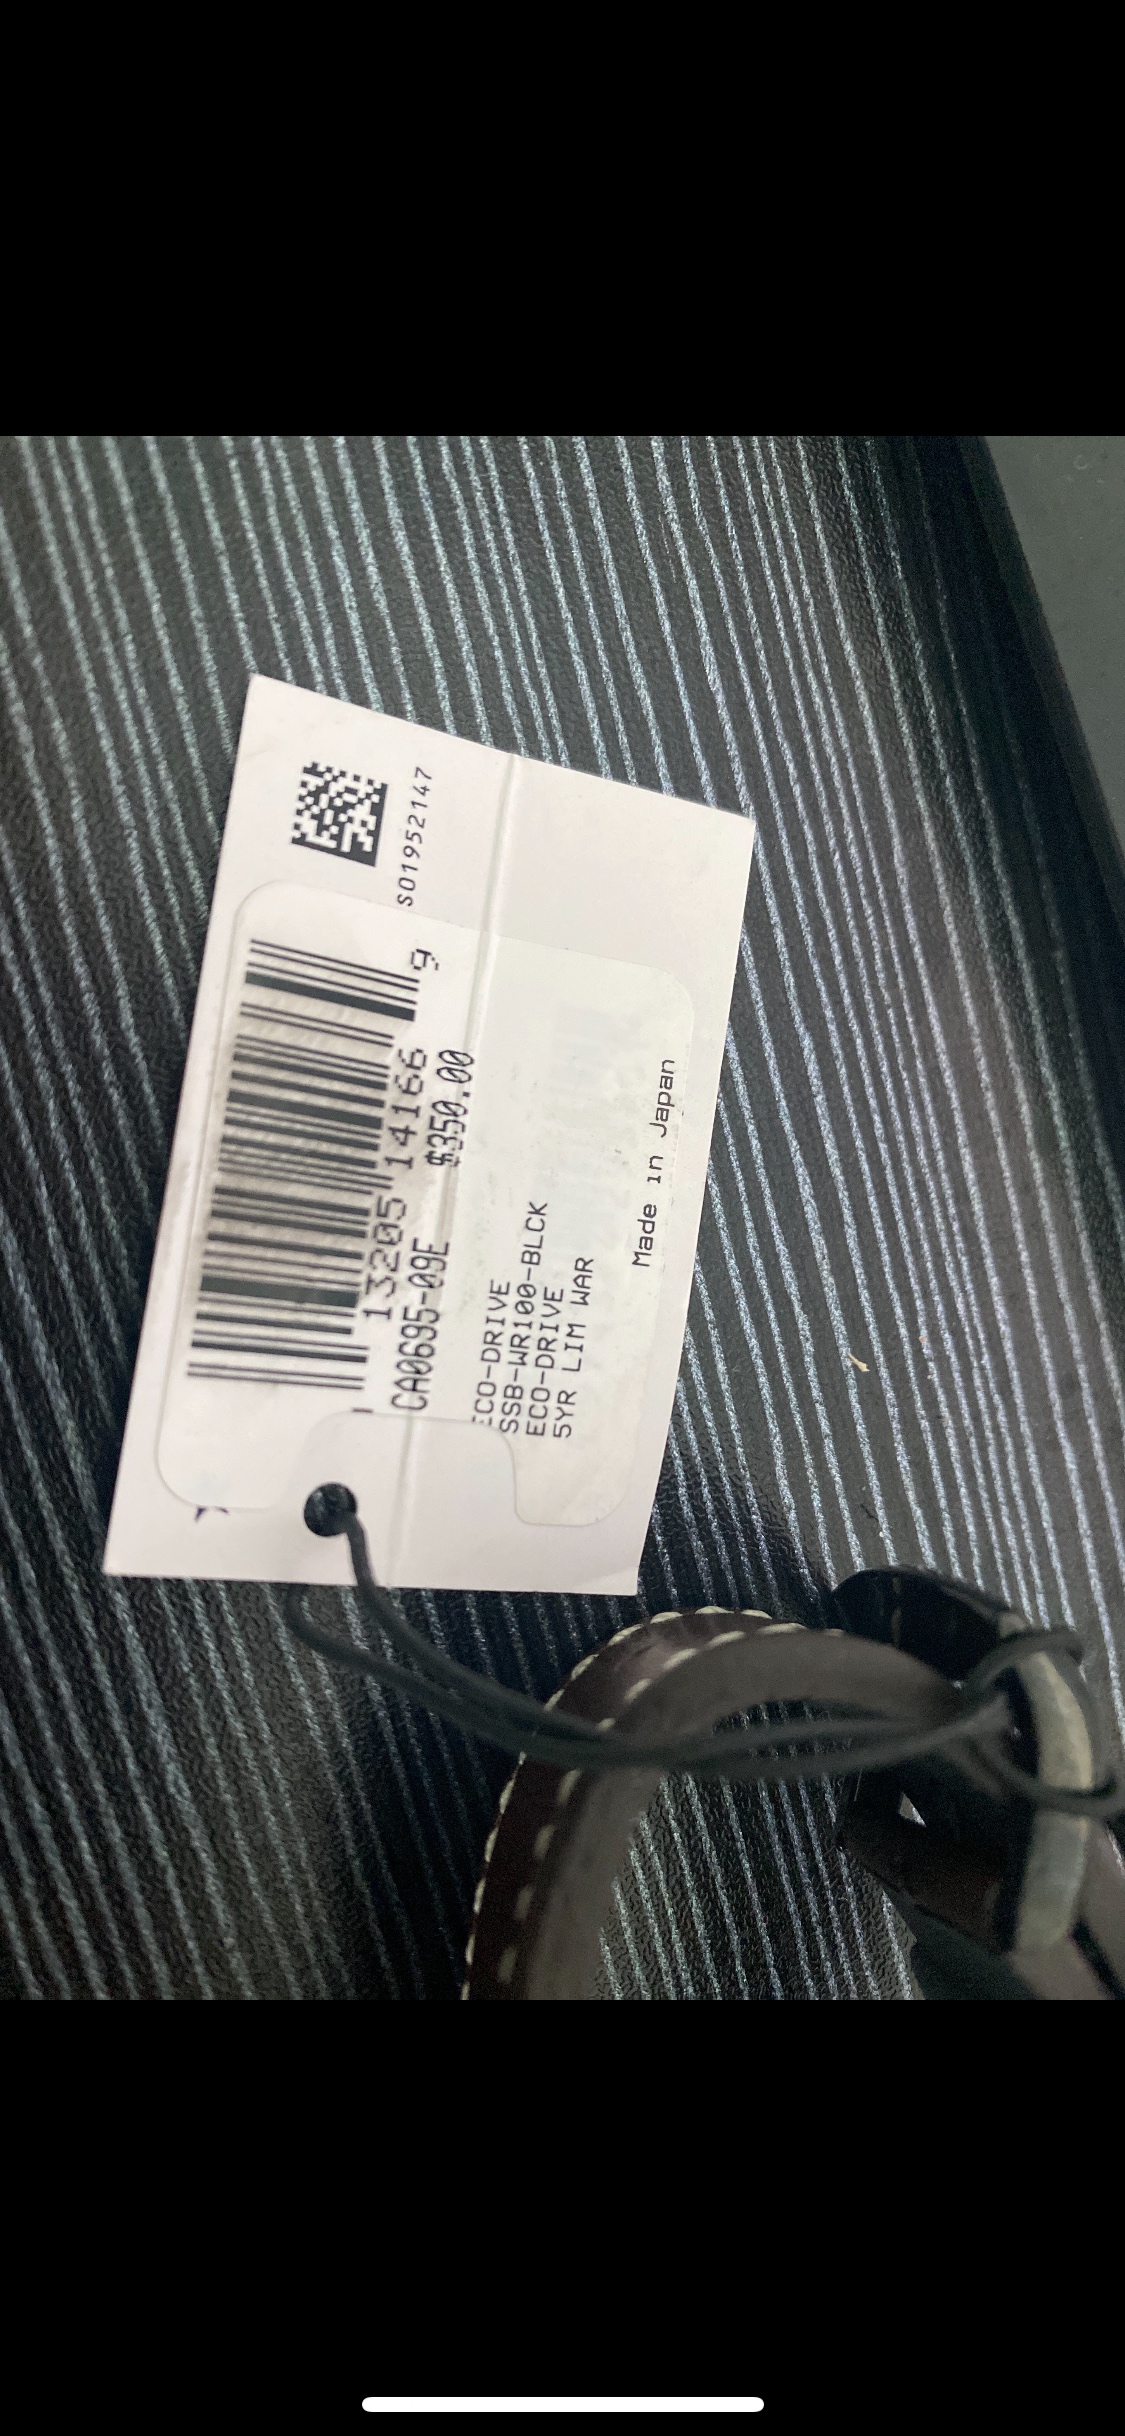 S01952147
13205 14166 9
CA0695-09E $350.00
ECO-DRIVE
SSB-WR100-BLCK
ECO-DRIVE
5YR LIM WAR
Made in Japan